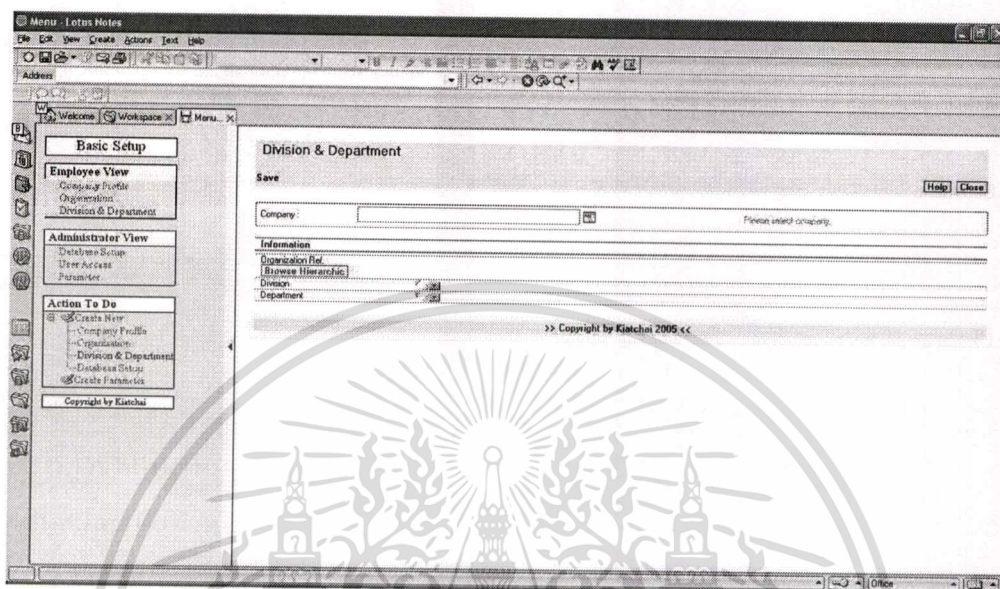 Menu - Lotus Notes
File Edit View Create Actions Text Help
Address
Welcome Workspace Menu...
Basic Setup
Employee View
Company Profile
Organization
Division & Department
Administrator View
Database Setup
User Access
Parameter
Action To Do
Create New
Company Profile
Organization
Division & Department
Database Setup
Create Parameter
Copyright by Kiatchai
Division & Department
Save
Help Close
Company :
Please select company.
Information
Organization Ref.
Browse Hierarchic
Division
Department
>> Copyright by Kiatchai 2005 <<
Office